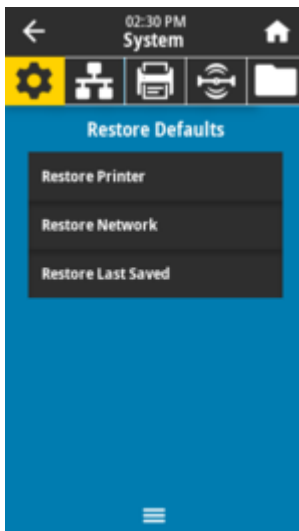 02:30 PM
System
Restore Defaults
Restore Printer
Restore Network
Restore Last Saved